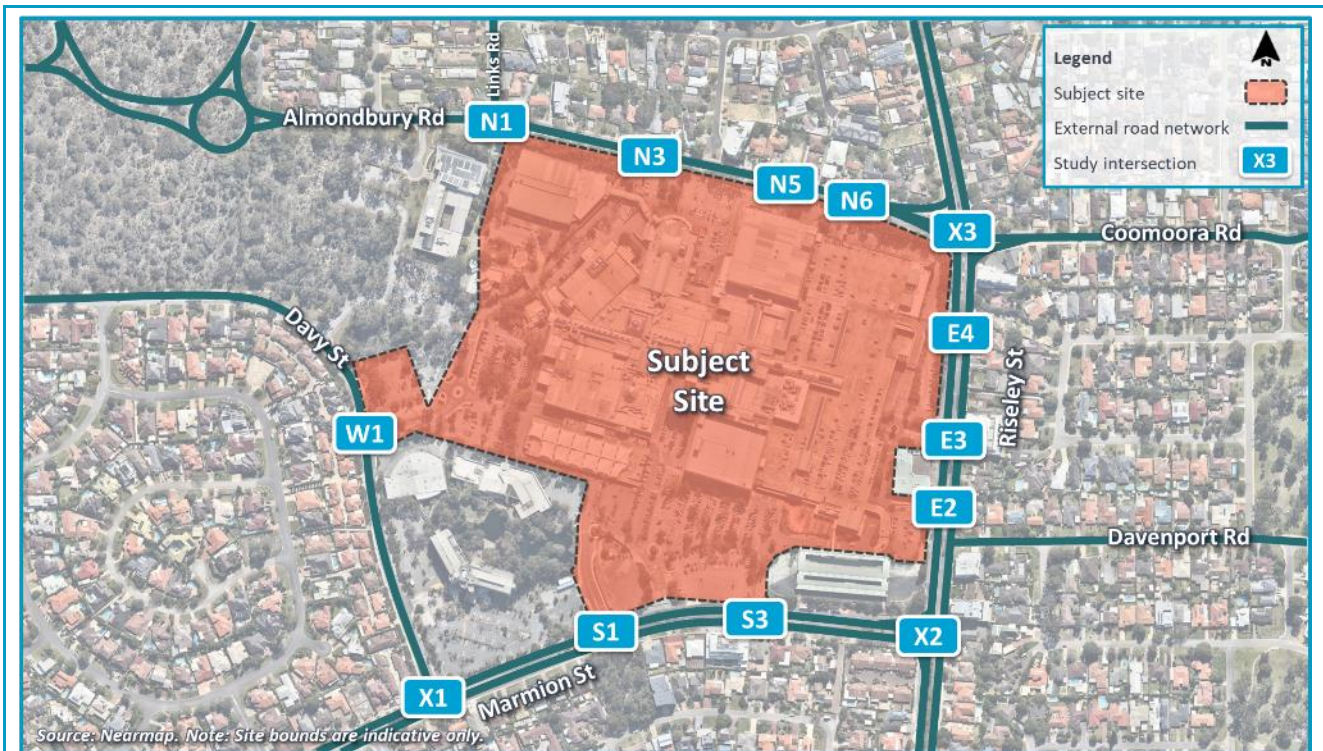 Legend
N
Subject site
External road network
Study intersection
X3
Links Rd
Almondbury Rd
N1
N3
N5
N6
X3
Coomoora Rd
Davy St
E4
Subject
Site
Riseley St
W1
E3
E2
Davenport Rd
S1
S3
X2
X1
Marmion St
Source: Nearmap. Note: Site bounds are indicative only.